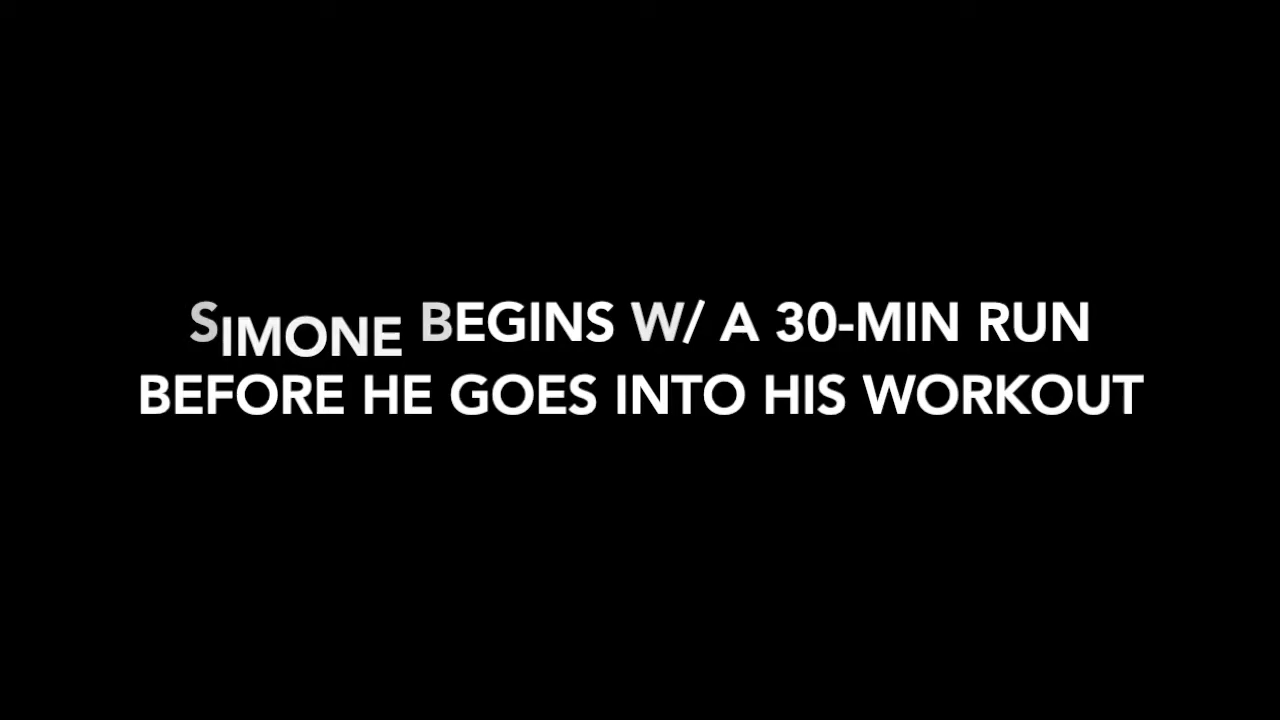 SIMONE BEGINS W/ A 30-MIN RUN
BEFORE HE GOES INTO HIS WORKOUT